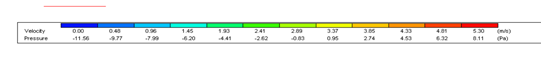 Velocity 0.00 0.48 0.96 1.45 1.93 2.41 2.89 3.37 3.85 4.33 4.81 5.30 (m/s)
Pressure -11.56 -9.77 -7.99 -6.20 -4.41 -2.62 -0.83 0.95 2.74 4.53 6.32 8.11 (Pa)